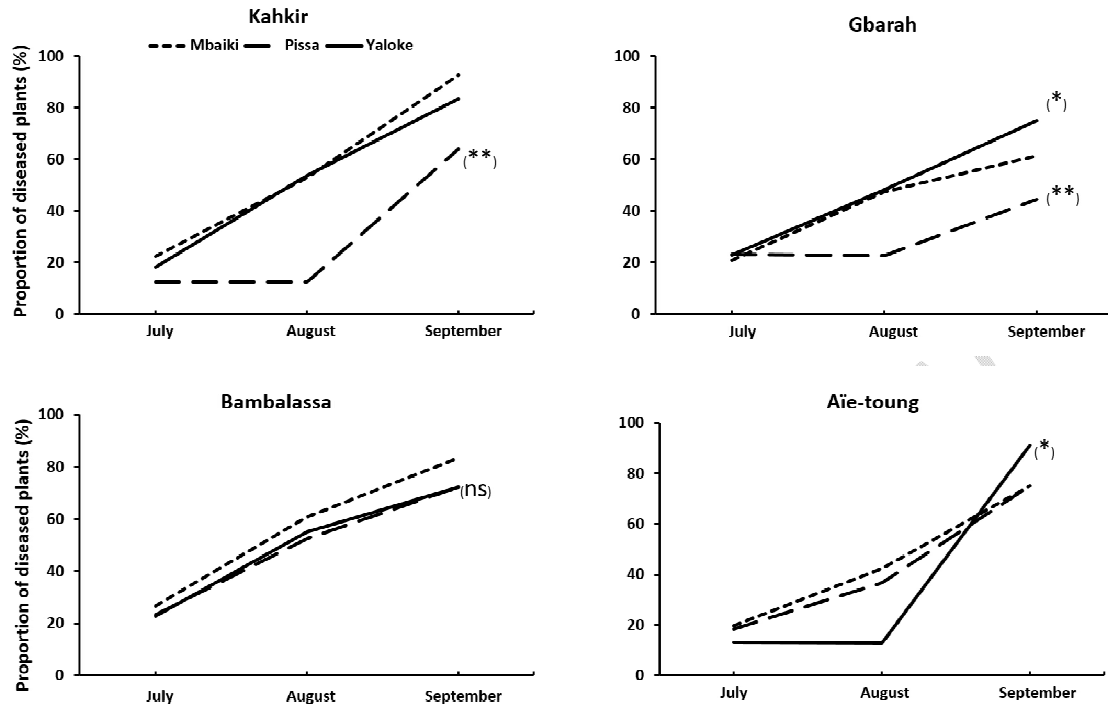 Kahkir
Mbaiki Pissa Yaloke
Proportion of diseased plants (%)
100
80
60
40
20
0
(**)
July August September
Gbarah
100
80
60
40
20
0
(*)
(**)
July August September
Bambalassa
Proportion of diseased plants (%)
100
80
60
40
20
0
(ns)
July August September
Aïe-toung
100
80
60
40
20
0
(*)
July August September